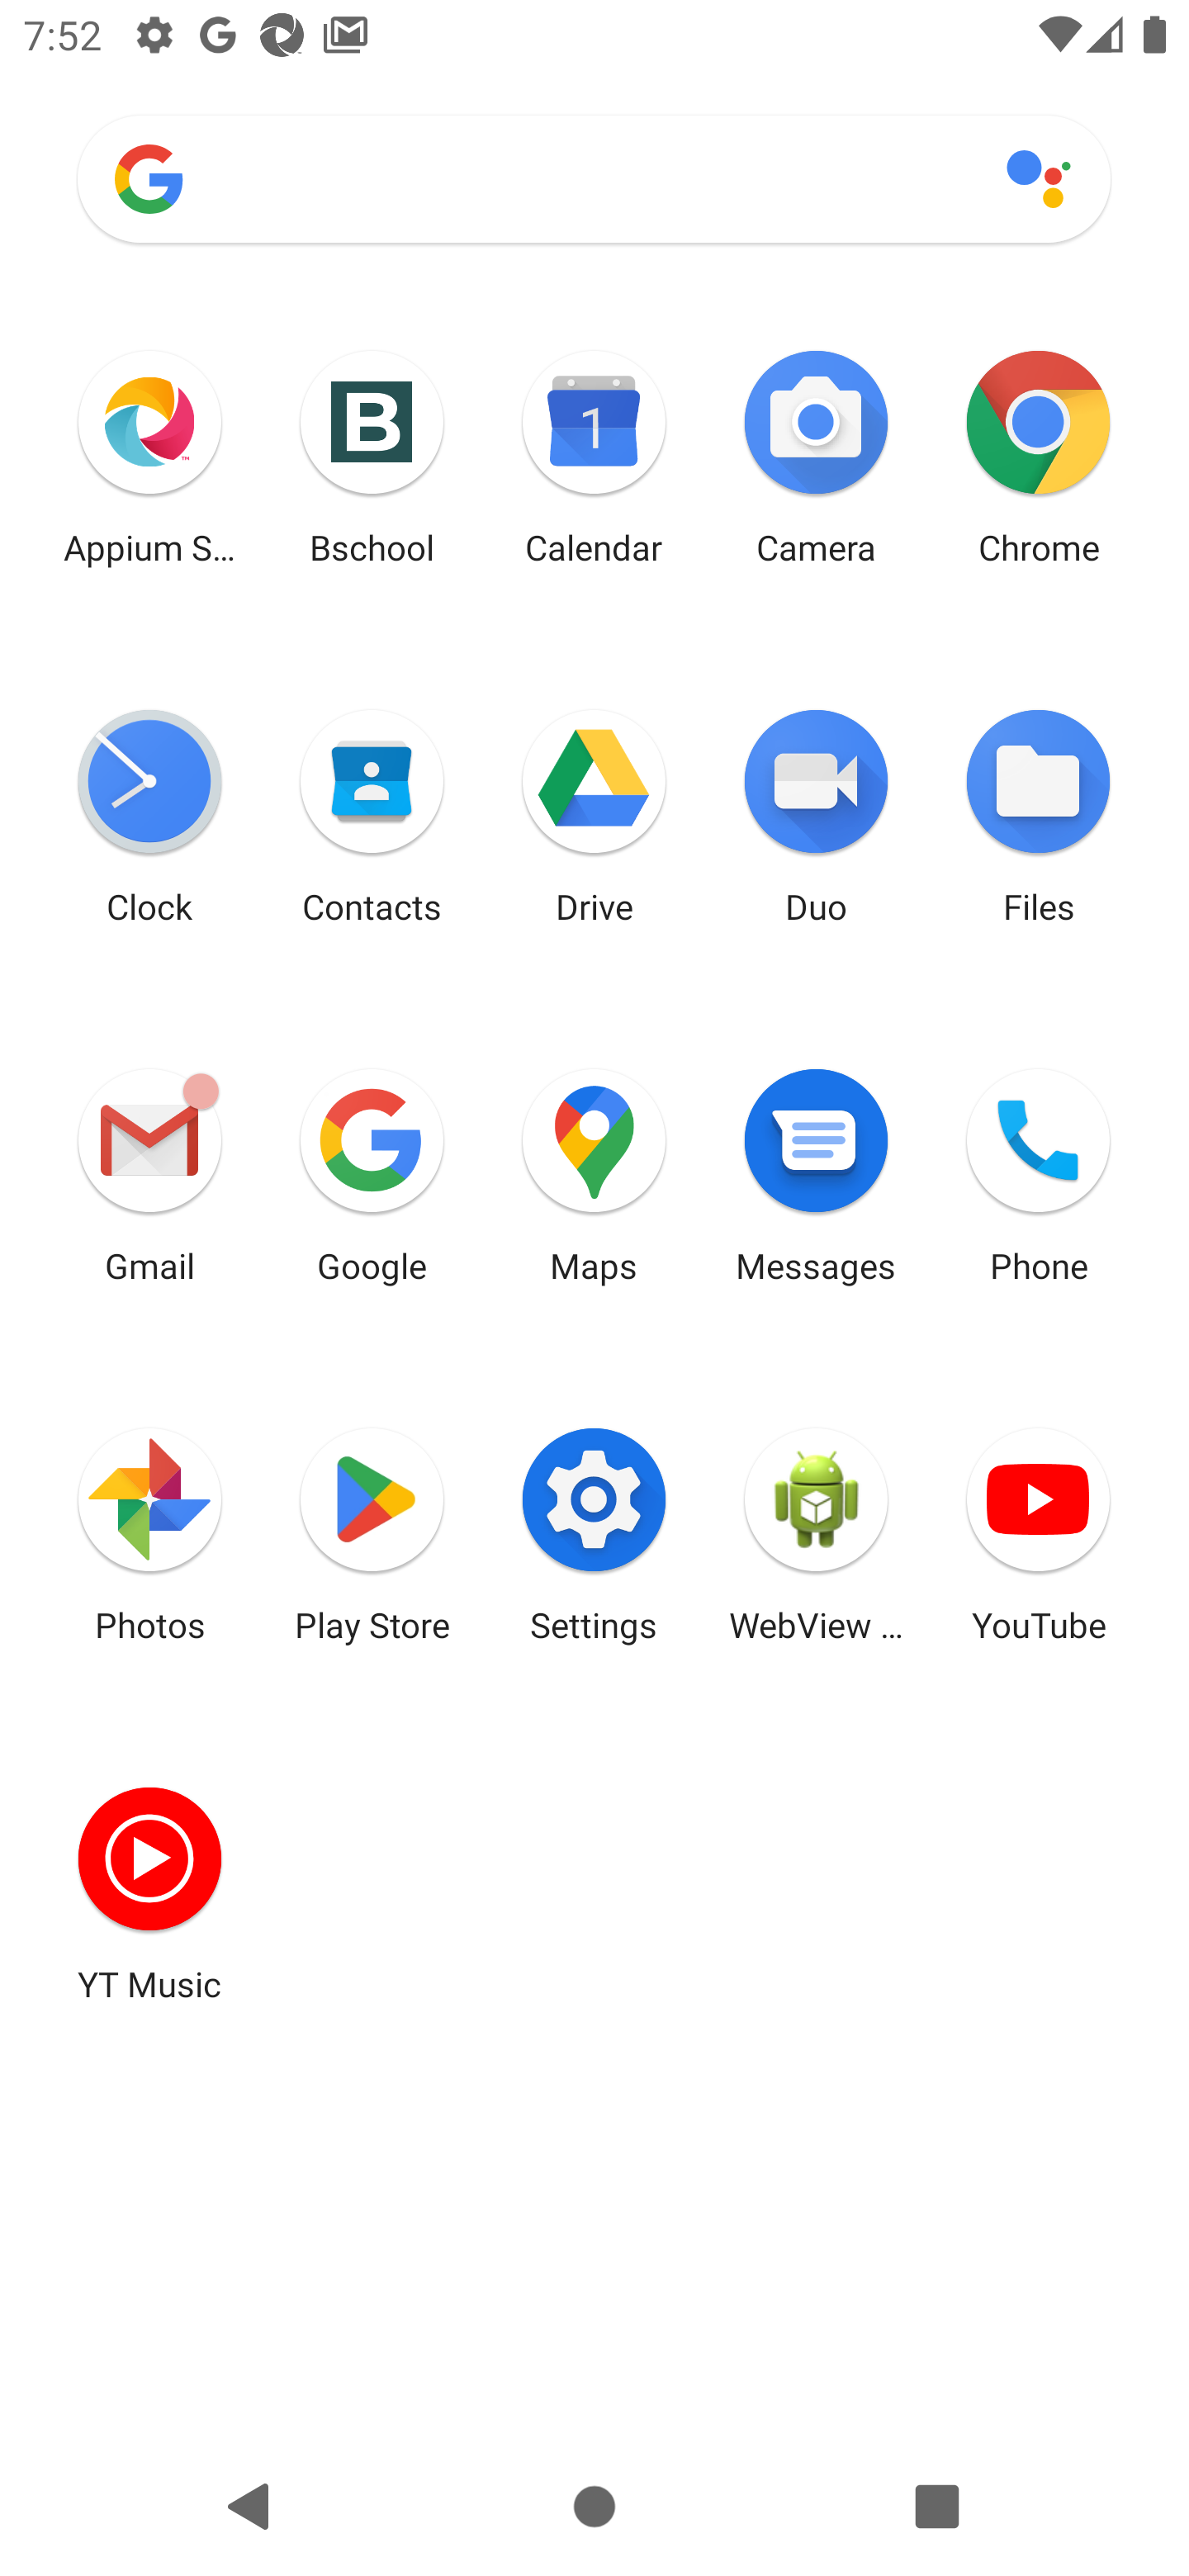 7:52
Appium S... Bschool Calendar Camera Chrome
Clock Contacts Drive Duo Files
Gmail Google Maps Messages Phone
Photos Play Store Settings WebView ... YouTube
YT Music